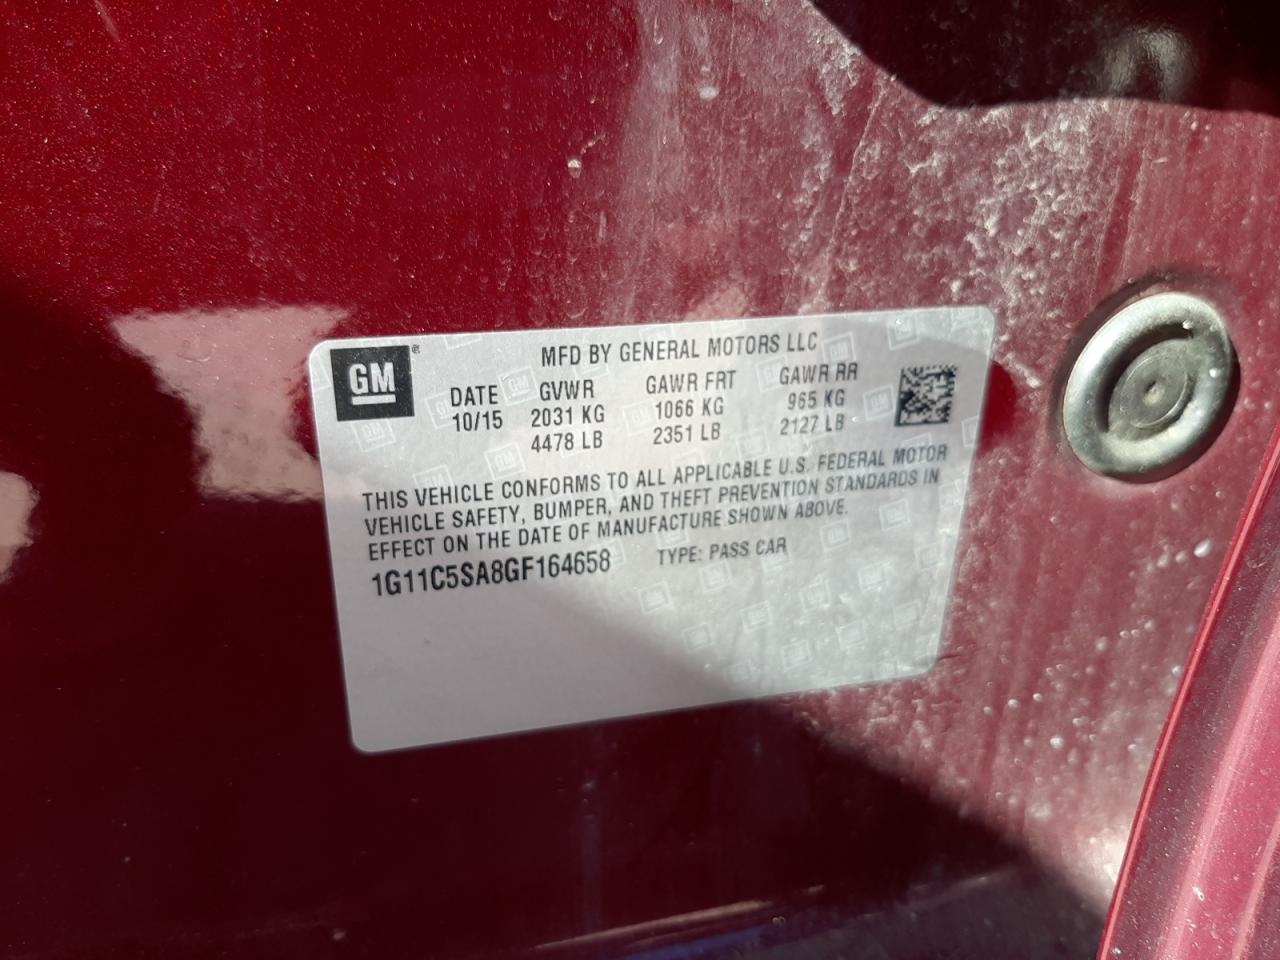 GM
MFD BY GENERAL MOTORS LLC
DATE GVWR GAWR FRT GAWR RR
10/15 2031 KG 1066 KG 965 KG
4478 LB 2351 LB 2127 LB
THIS VEHICLE CONFORMS TO ALL APPLICABLE U.S. FEDERAL MOTOR
VEHICLE SAFETY, BUMPER, AND THEFT PREVENTION STANDARDS IN
EFFECT ON THE DATE OF MANUFACTURE SHOWN ABOVE.
1G11C5SA8GF164658 TYPE: PASS CAR